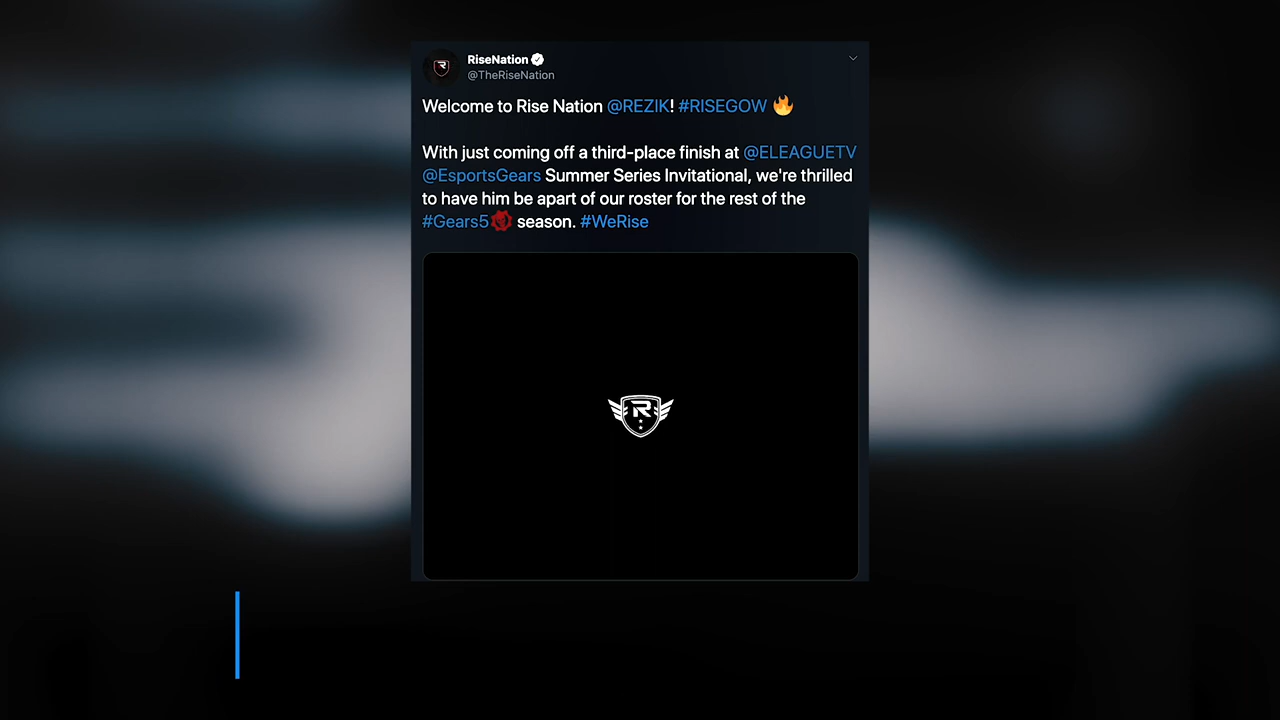 RiseNation
@TheRiseNation
Welcome to Rise Nation @REZIK! #RISEGOW 🔥
With just coming off a third-place finish at @ELEAGUETV
@EsportsGears Summer Series Invitational, we're thrilled
to have him be apart of our roster for the rest of the
#Gears5 season. #WeRise
R